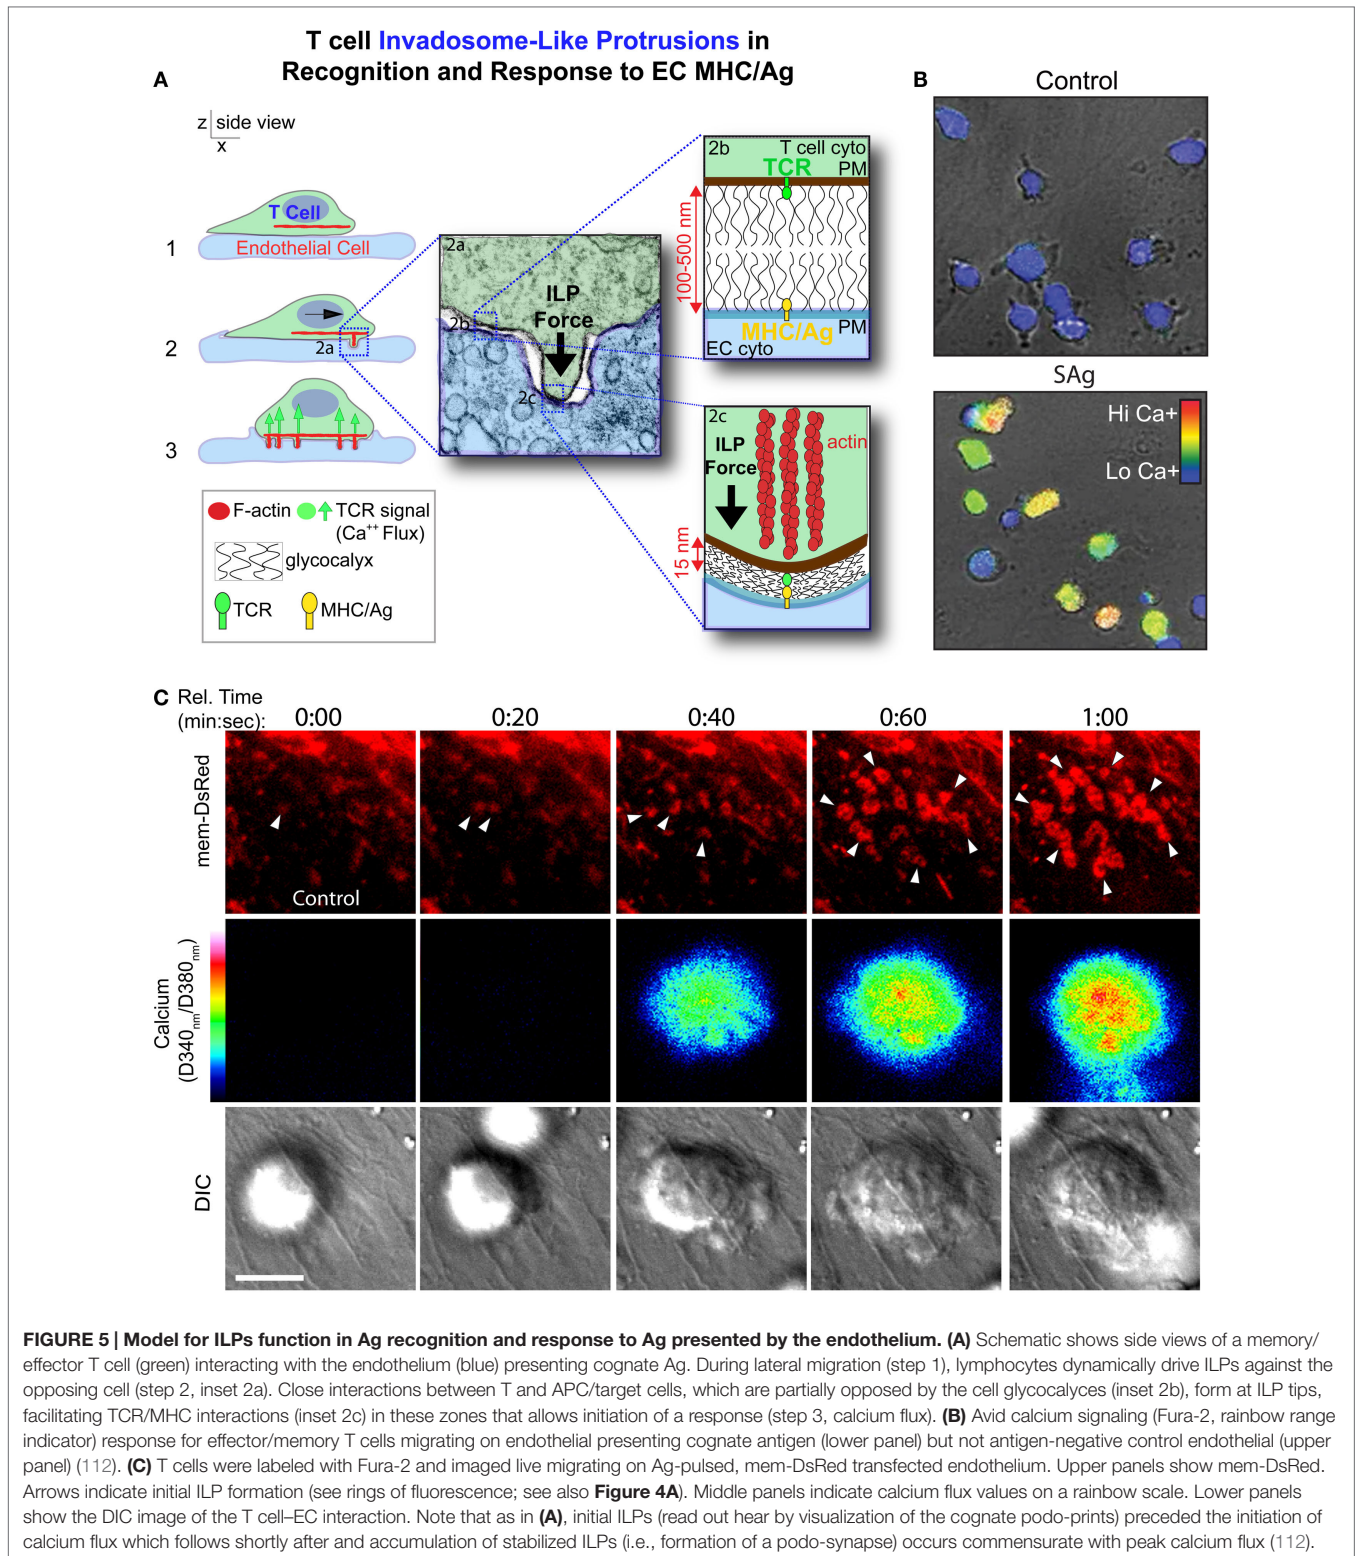 T cell Invadosome-Like Protrusions in
Recognition and Response to EC MHC/Ag
A
z side view
x
T Cell
Endothelial Cell
1
2
2a
3
F-actin
TCR signal
(Ca++ Flux)
glycocalyx
TCR
MHC/Ag
2a
ILP
Force
2b
2c
2b
T cell cyto
TCR
PM
100-500 nm
MHC/Ag
PM
EC cyto
2c
ILP
Force
actin
15 nm
B
Control
SAg
Hi Ca+
Lo Ca+
C
Rel. Time
(min:sec):
0:00 0:20 0:40 0:60 1:00
mem-DsRed
Control
Calcium
(D340nm/D380nm)
DIC
FIGURE 5 | Model for ILPs function in Ag recognition and response to Ag presented by the endothelium. (A) Schematic shows side views of a memory/
effector T cell (green) interacting with the endothelium (blue) presenting cognate Ag. During lateral migration (step 1), lymphocytes dynamically drive ILPs against the
opposing cell (step 2, inset 2a). Close interactions between T and APC/target cells, which are partially opposed by the cell glycocalyces (inset 2b), form at ILP tips,
facilitating TCR/MHC interactions (inset 2c) in these zones that allows initiation of a response (step 3, calcium flux). (B) Avid calcium signaling (Fura-2, rainbow range
indicator) response for effector/memory T cells migrating on endothelial presenting cognate antigen (lower panel) but not antigen-negative control endothelial (upper
panel) (112). (C) T cells were labeled with Fura-2 and imaged live migrating on Ag-pulsed, mem-DsRed transfected endothelium. Upper panels show mem-DsRed.
Arrows indicate initial ILP formation (see rings of fluorescence; see also Figure 4A). Middle panels indicate calcium flux values on a rainbow scale. Lower panels
show the DIC image of the T cell–EC interaction. Note that as in (A), initial ILPs (read out hear by visualization of the cognate podo-prints) preceded the initiation of
calcium flux which follows shortly after and accumulation of stabilized ILPs (i.e., formation of a podo-synapse) occurs commensurate with peak calcium flux (112).